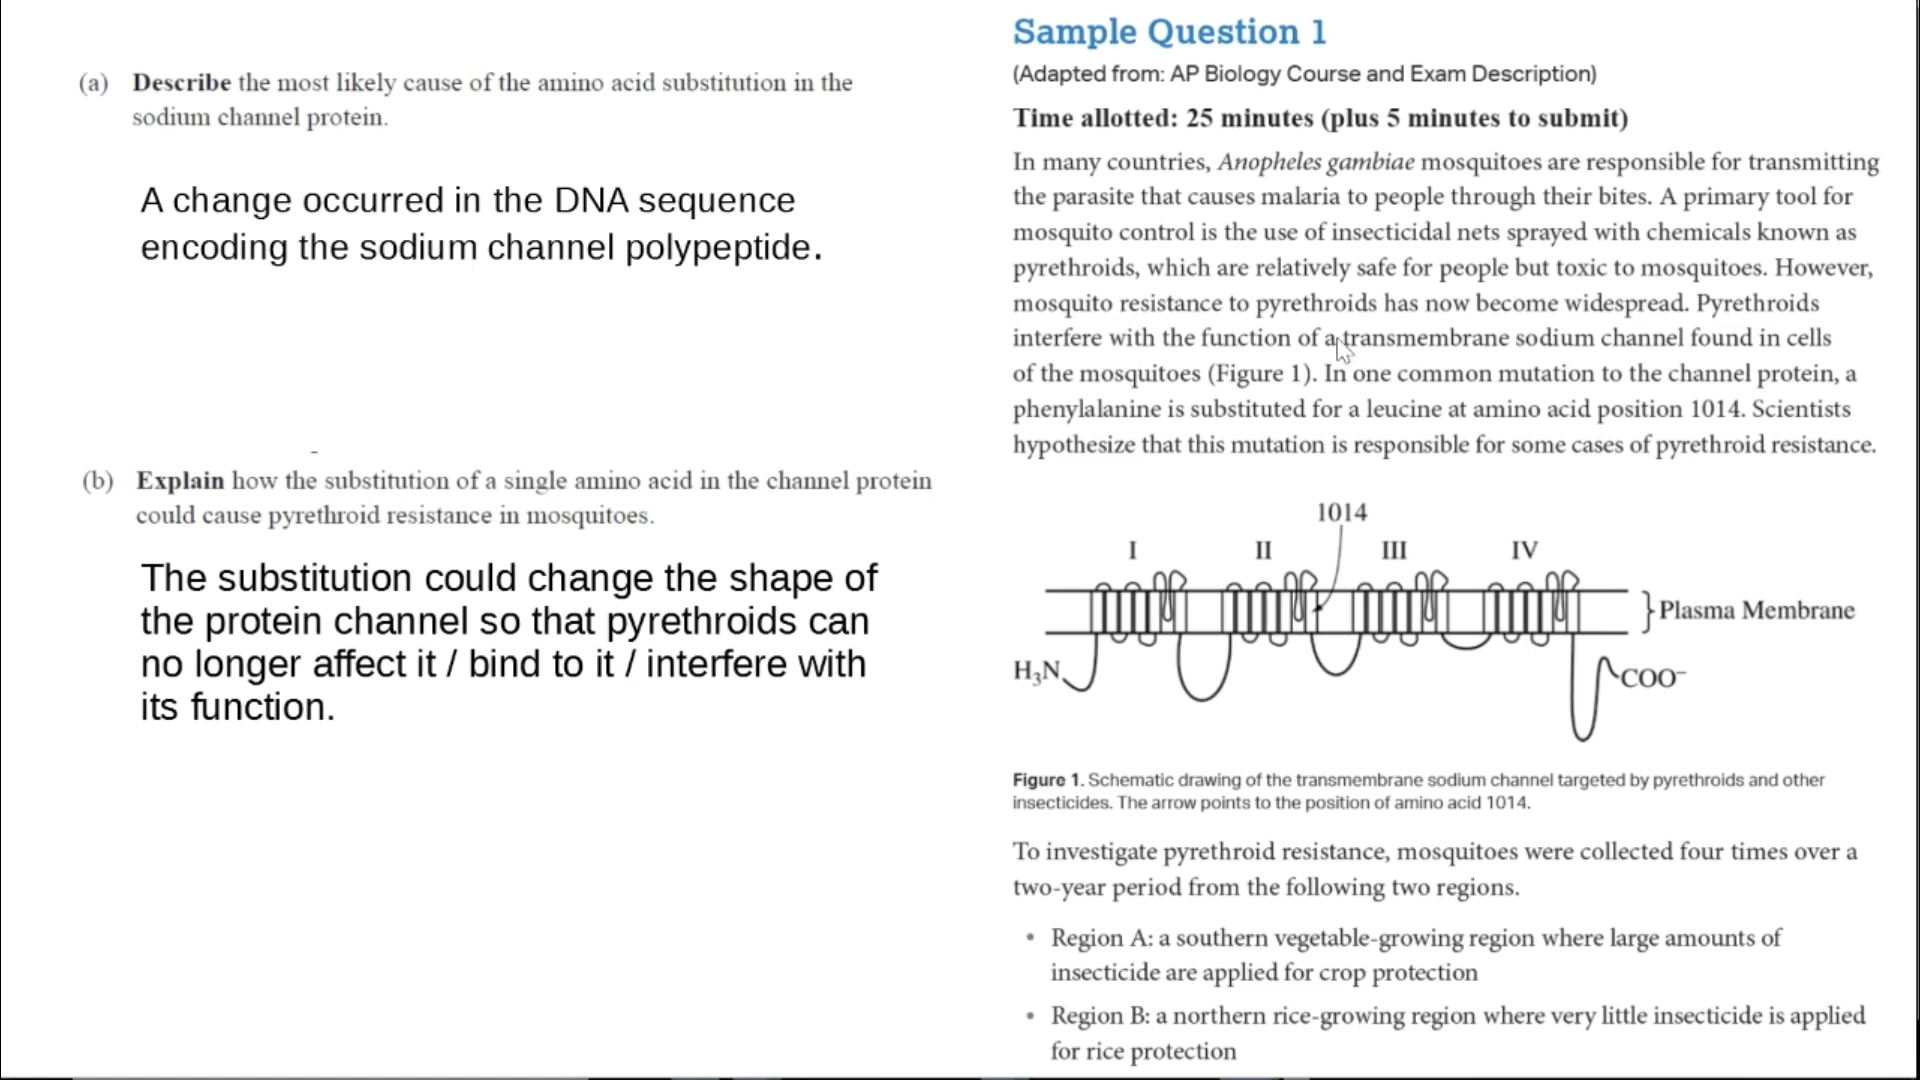 (a) Describe the most likely cause of the amino acid substitution in the
sodium channel protein.
A change occurred in the DNA sequence
encoding the sodium channel polypeptide.
(b) Explain how the substitution of a single amino acid in the channel protein
could cause pyrethroid resistance in mosquitoes.
The substitution could change the shape of
the protein channel so that pyrethroids can
no longer affect it / bind to it / interfere with
its function.
Sample Question 1
(Adapted from: AP Biology Course and Exam Description)
Time allotted: 25 minutes (plus 5 minutes to submit)
In many countries, Anopheles gambiae mosquitoes are responsible for transmitting
the parasite that causes malaria to people through their bites. A primary tool for
mosquito control is the use of insecticidal nets sprayed with chemicals known as
pyrethroids, which are relatively safe for people but toxic to mosquitoes. However,
mosquito resistance to pyrethroids has now become widespread. Pyrethroids
interfere with the function of a transmembrane sodium channel found in cells
of the mosquitoes (Figure 1). In one common mutation to the channel protein, a
phenylalanine is substituted for a leucine at amino acid position 1014. Scientists
hypothesize that this mutation is responsible for some cases of pyrethroid resistance.
1014
I II III IV
Plasma Membrane
H₃N
COO⁻
Figure 1. Schematic drawing of the transmembrane sodium channel targeted by pyrethroids and other
insecticides. The arrow points to the position of amino acid 1014.
To investigate pyrethroid resistance, mosquitoes were collected four times over a
two-year period from the following two regions.
• Region A: a southern vegetable-growing region where large amounts of
insecticide are applied for crop protection
• Region B: a northern rice-growing region where very little insecticide is applied
for rice protection